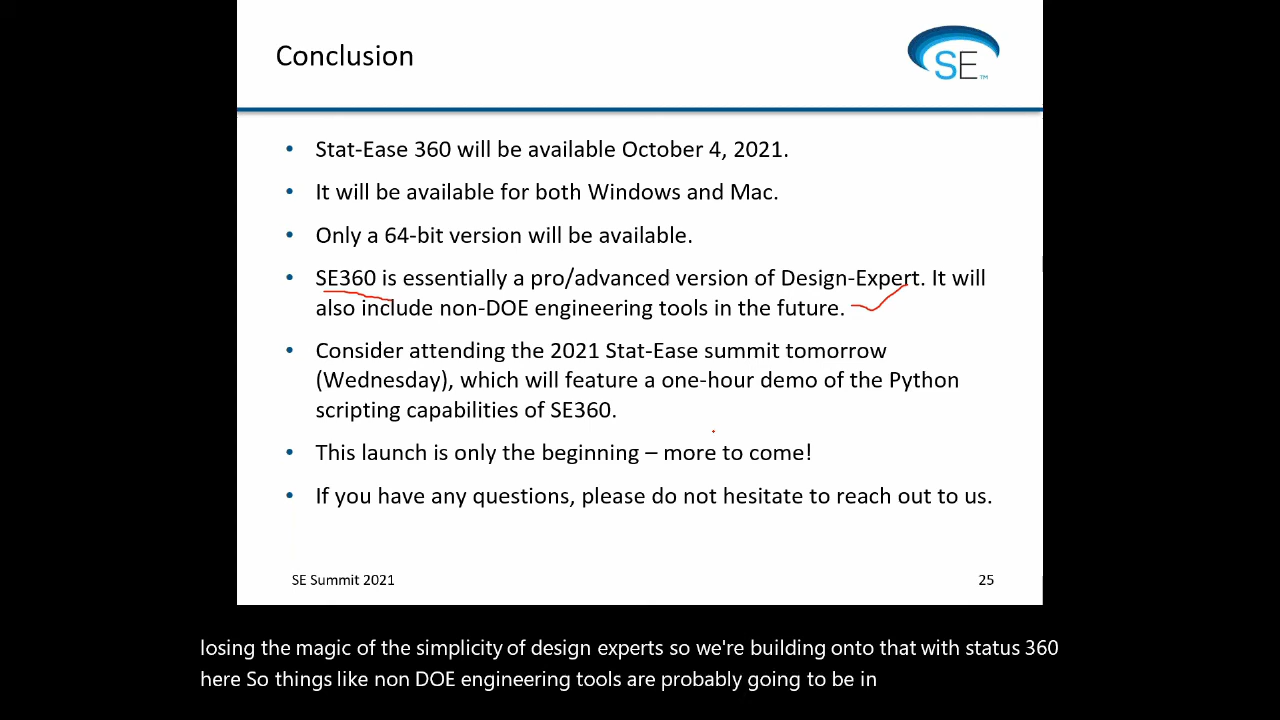 Conclusion
SE™
• Stat-Ease 360 will be available October 4, 2021.
• It will be available for both Windows and Mac.
• Only a 64-bit version will be available.
• SE360 is essentially a pro/advanced version of Design-Expert. It will
also include non-DOE engineering tools in the future.
• Consider attending the 2021 Stat-Ease summit tomorrow
(Wednesday), which will feature a one-hour demo of the Python
scripting capabilities of SE360.
• This launch is only the beginning – more to come!
• If you have any questions, please do not hesitate to reach out to us.
SE Summit 2021
25
losing the magic of the simplicity of design experts so we're building onto that with status 360
here So things like non DOE engineering tools are probably going to be in